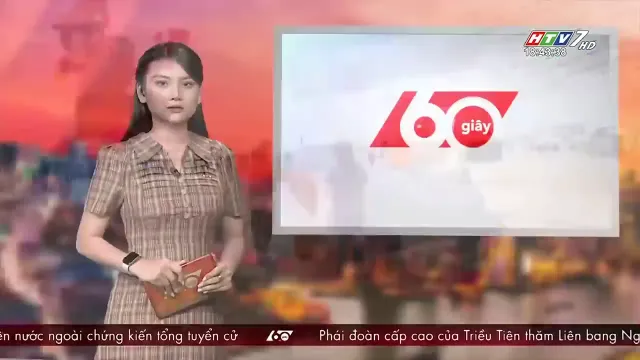 HTV7 HD
18:43:38
60 giây
ên nước ngoài chứng kiến tổng tuyển cử 60 Phái đoàn cấp cao của Triều Tiên thăm Liên bang Ng